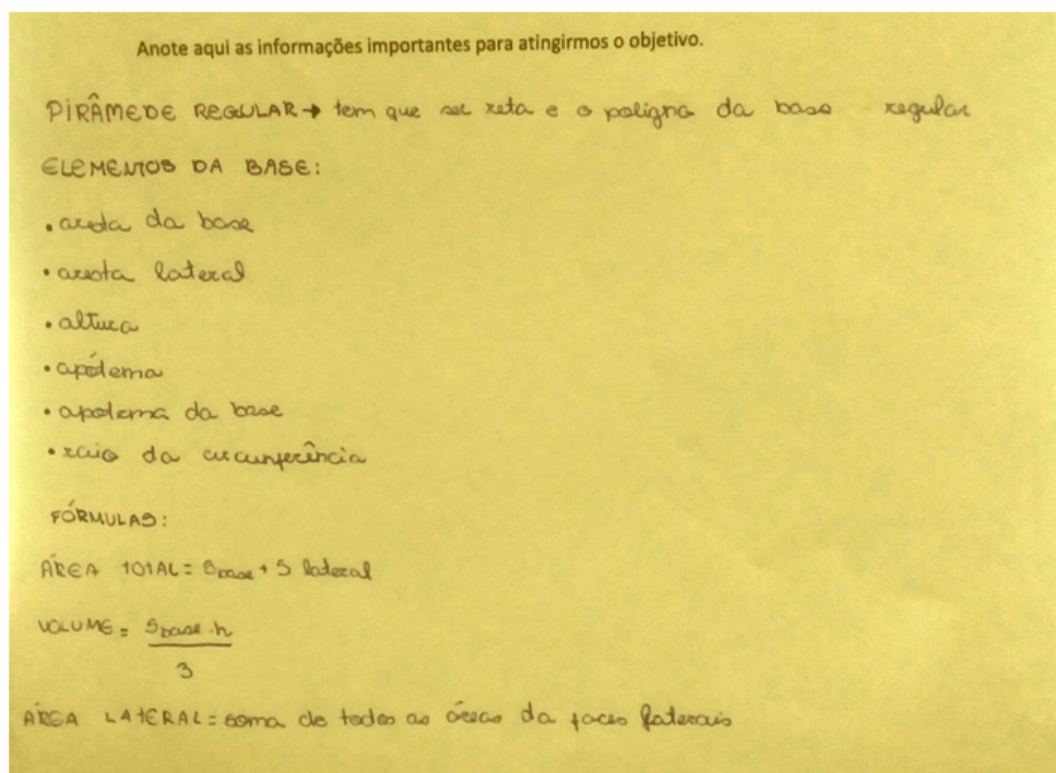 Anote aqui as informações importantes para atingirmos o objetivo.
PIRÂMEDE REGULAR → tem que ser reta e o poligno da base regular
ELEMENTOS DA BASE:
• aresta da base
• aresta lateral
• altura
• apótema
• apotema da base
• raio da circunferência
FÓRMULAS:
ÁREA TOTAL = Sbase + S lateral
VOLUME = Sbase . h
3
ÁREA LATERAL = soma de todas as áreas da faces laterais